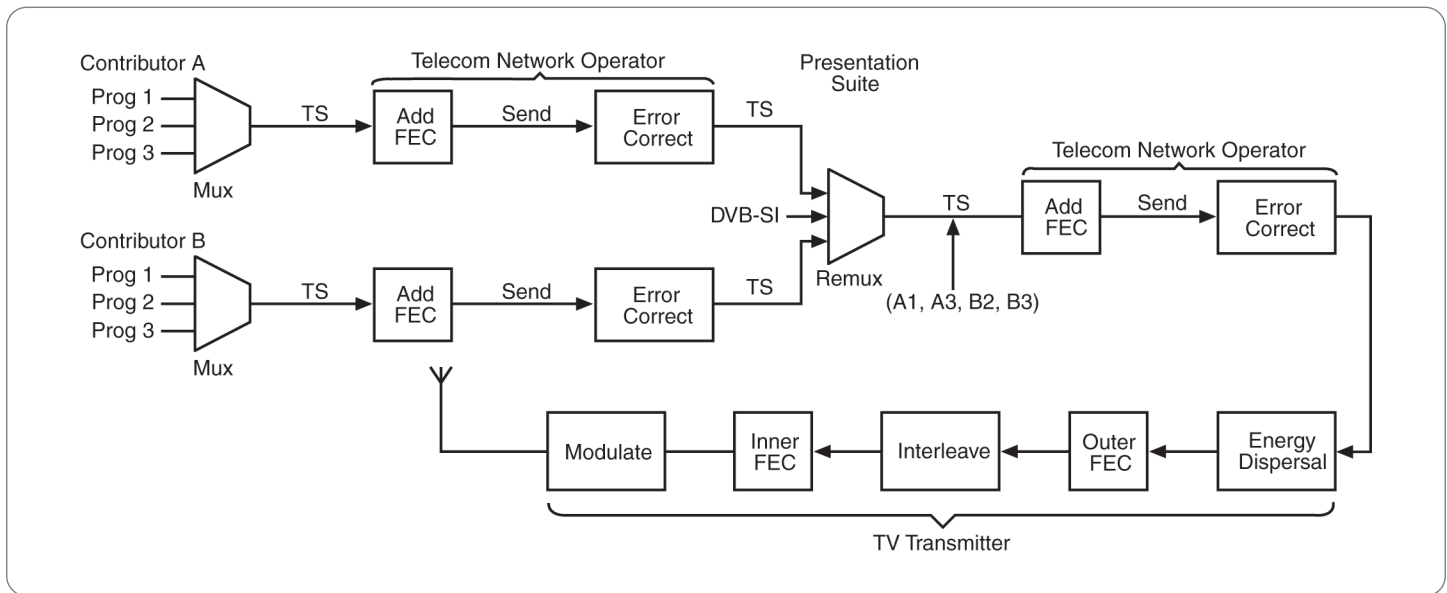 Contributor A
Prog 1
Prog 2
Prog 3
Mux
TS
Telecom Network Operator
Add
FEC
Send
Error
Correct
TS
Presentation
Suite
Contributor B
Prog 1
Prog 2
Prog 3
Mux
TS
Add
FEC
Send
Error
Correct
TS
DVB-SI
Remux
TS
(A1, A3, B2, B3)
Telecom Network Operator
Add
FEC
Send
Error
Correct
Energy
Dispersal
Outer
FEC
Interleave
Inner
FEC
Modulate
TV Transmitter